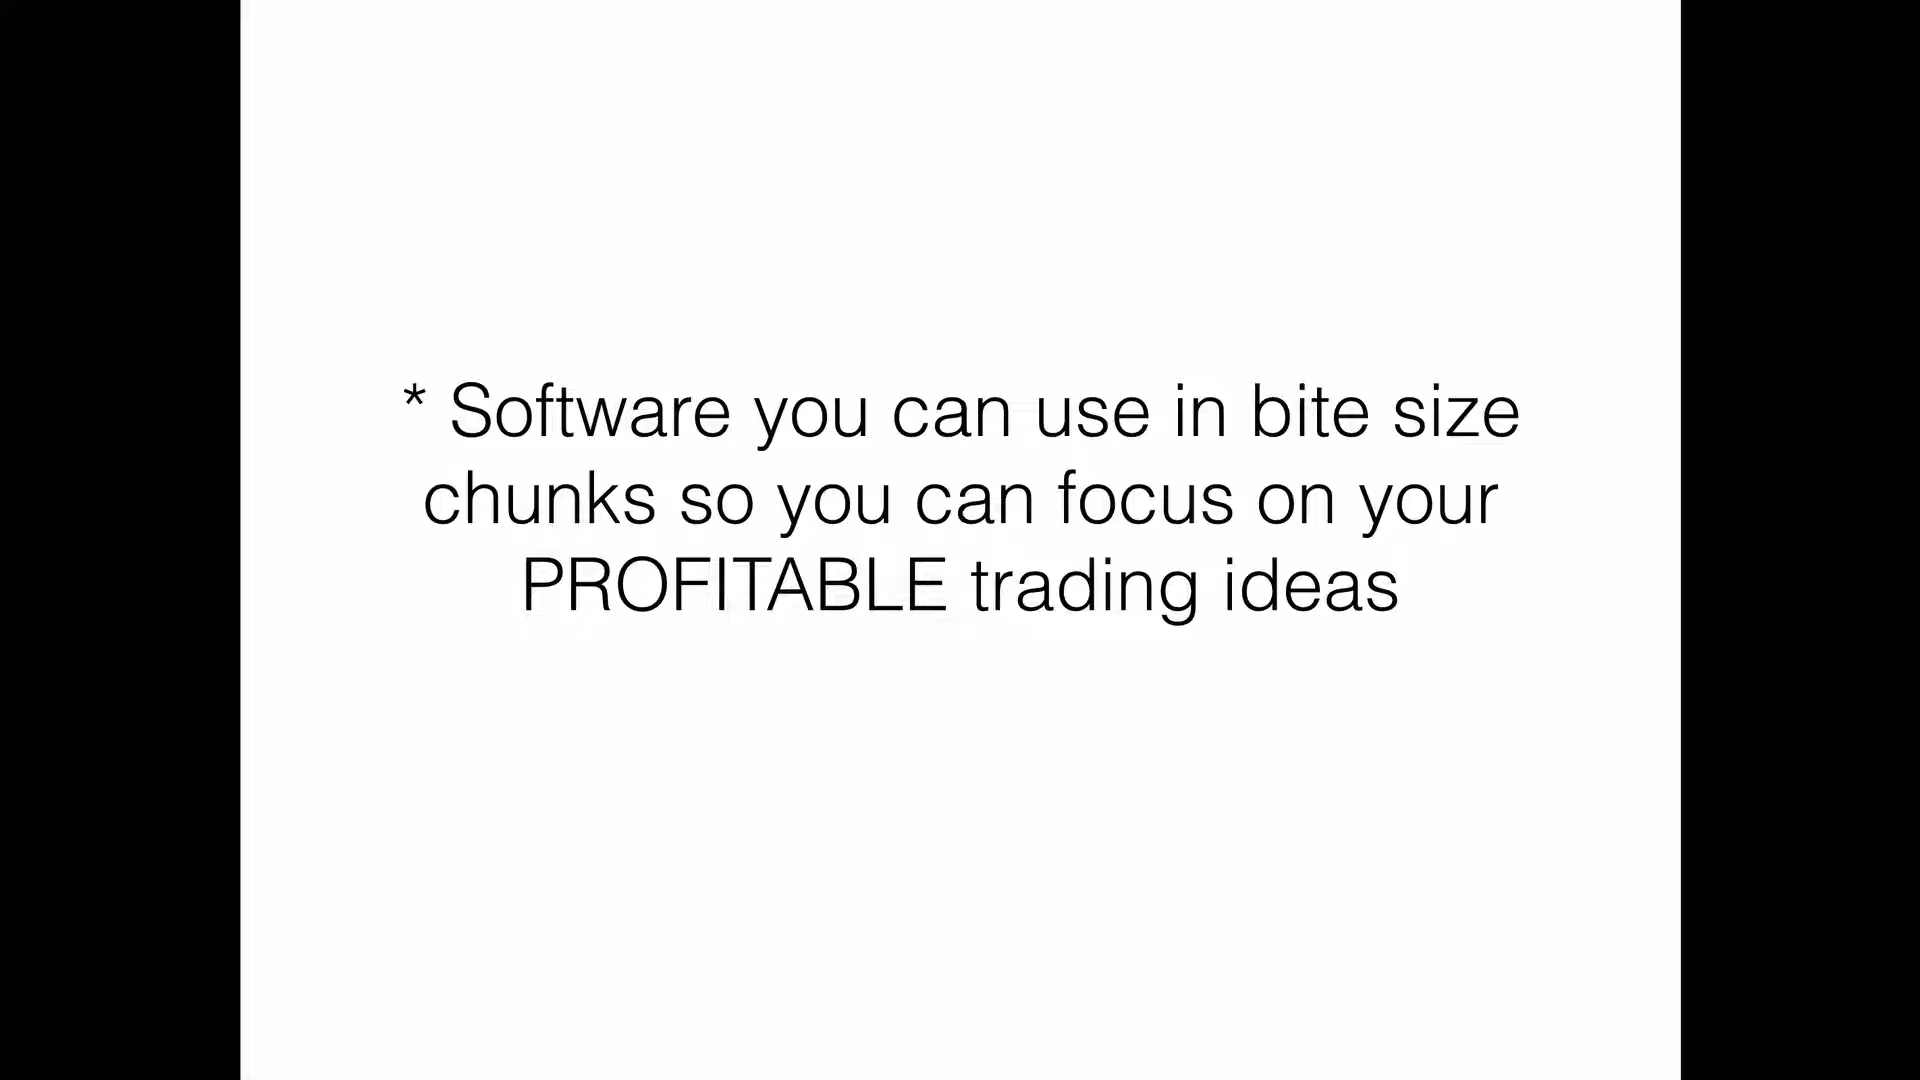 * Software you can use in bite size
chunks so you can focus on your
PROFITABLE trading ideas